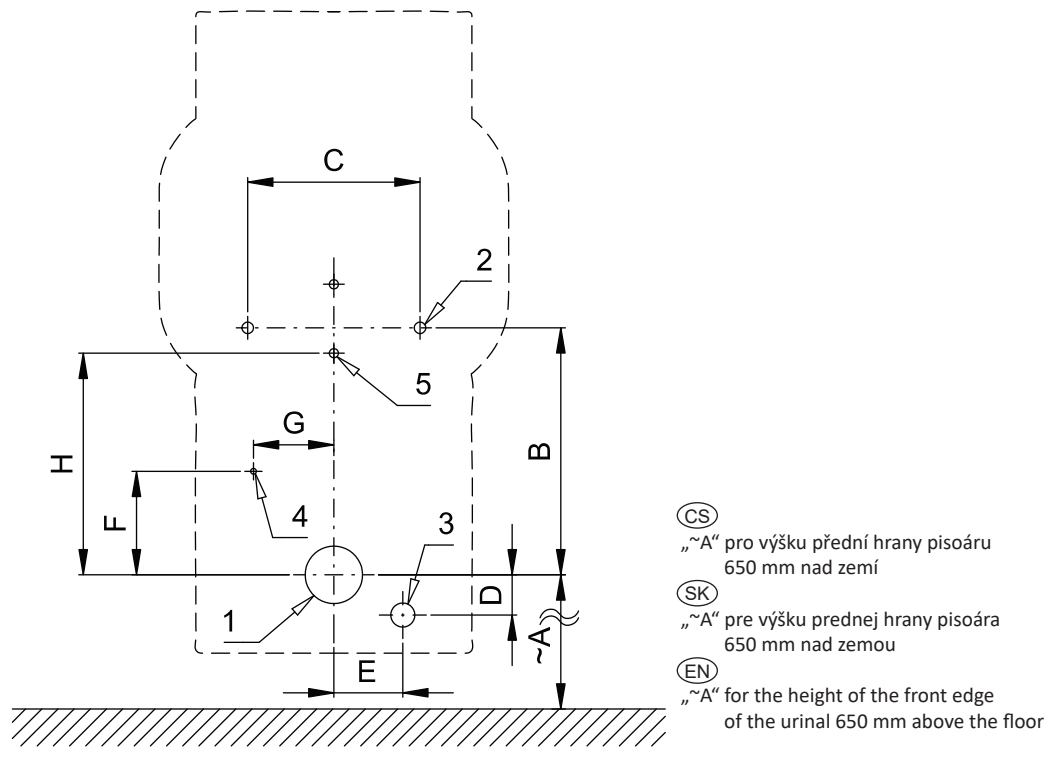 C
2
5
G
H
B
F
4
3
D
1
~A
E
CS
„~A“ pro výšku přední hrany pisoáru
650 mm nad zemí
SK
„~A“ pre výšku prednej hrany pisoára
650 mm nad zemou
EN
„~A“ for the height of the front edge
of the urinal 650 mm above the floor